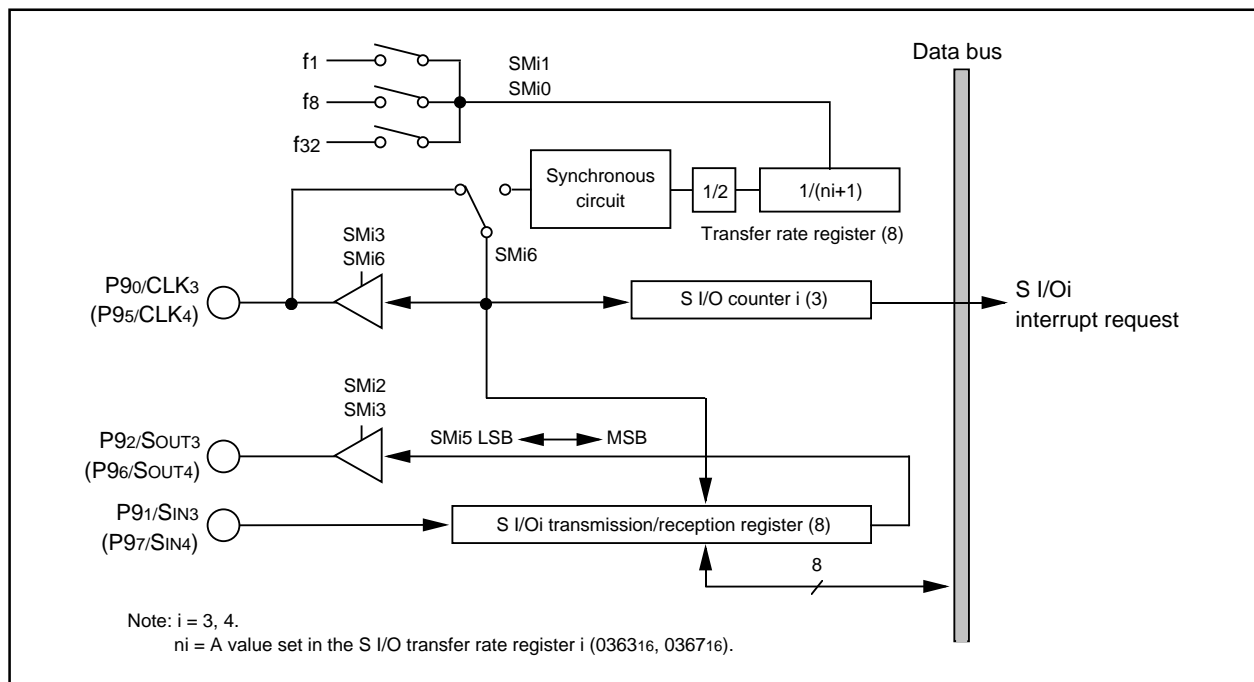 Data bus
f1
SMi1
SMi0
f8
f32
Synchronous
circuit
1/2
1/(ni+1)
Transfer rate register (8)
SMi3
SMi6
SMi6
P90/CLK3
(P95/CLK4)
S I/O counter i (3)
S I/Oi
interrupt request
SMi2
SMi3
SMi5 LSB MSB
P92/SOUT3
(P96/SOUT4)
P91/SIN3
(P97/SIN4)
S I/Oi transmission/reception register (8)
8
Note: i = 3, 4.
ni = A value set in the S I/O transfer rate register i (036316, 036716).